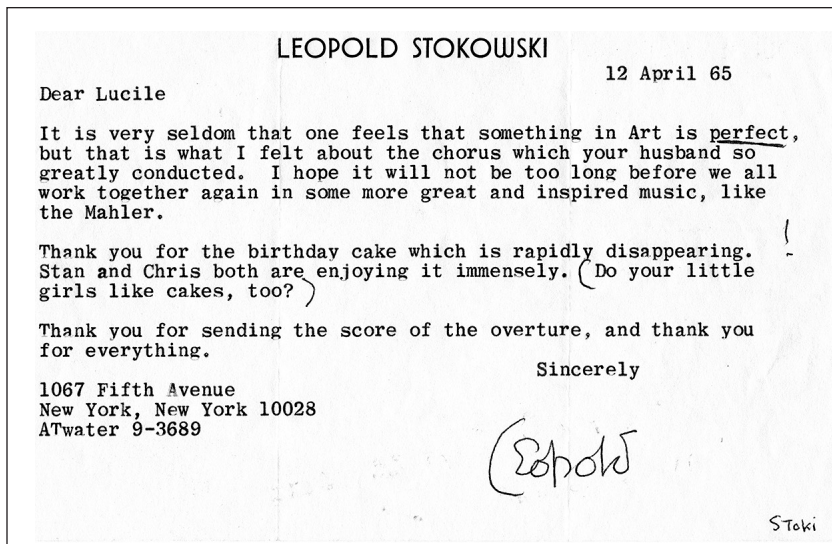 LEOPOLD STOKOWSKI
12 April 65
Dear Lucile
It is very seldom that one feels that something in Art is perfect,
but that is what I felt about the chorus which your husband so
greatly conducted. I hope it will not be too long before we all
work together again in some more great and inspired music, like
the Mahler.
Thank you for the birthday cake which is rapidly disappearing. !
Stan and Chris both are enjoying it immensely. (Do your little
girls like cakes, too?)
Thank you for sending the score of the overture, and thank you
for everything.
Sincerely
1067 Fifth Avenue
New York, New York 10028
ATwater 9-3689
Leopold
Stoki